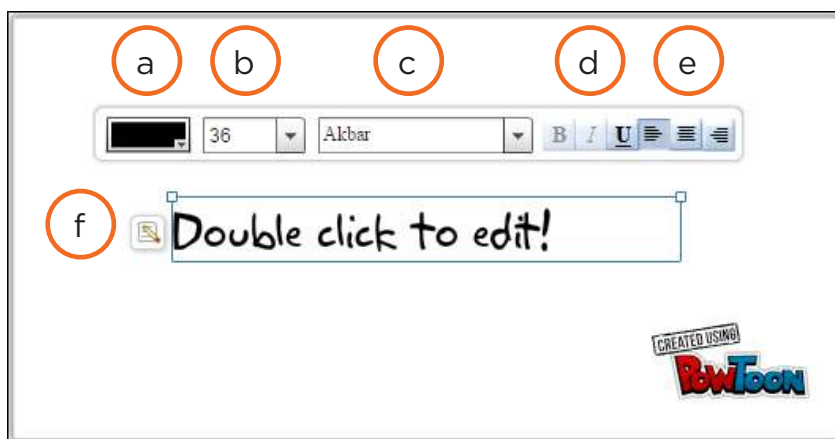 a b c d e
36 Akbar B I U
f Double click to edit!
CREATED USING
POWTOON